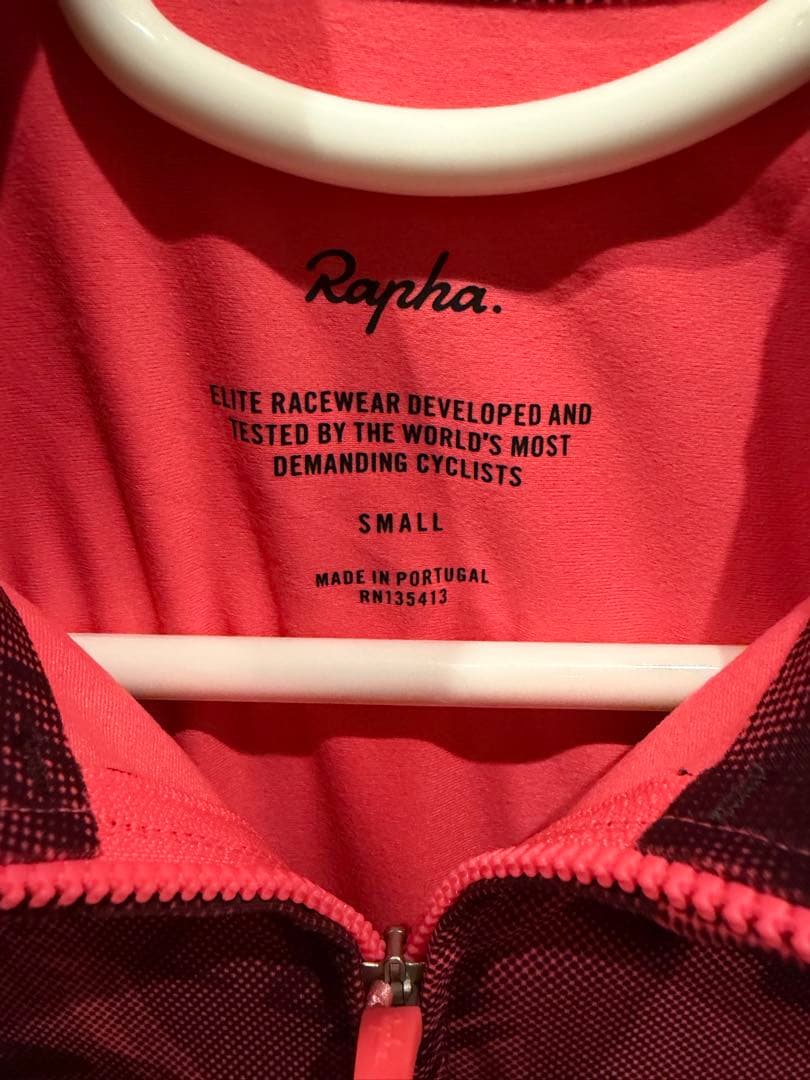 Rapha.
ELITE RACEWEAR DEVELOPED AND
TESTED BY THE WORLD'S MOST
DEMANDING CYCLISTS
SMALL
MADE IN PORTUGAL
RN135413